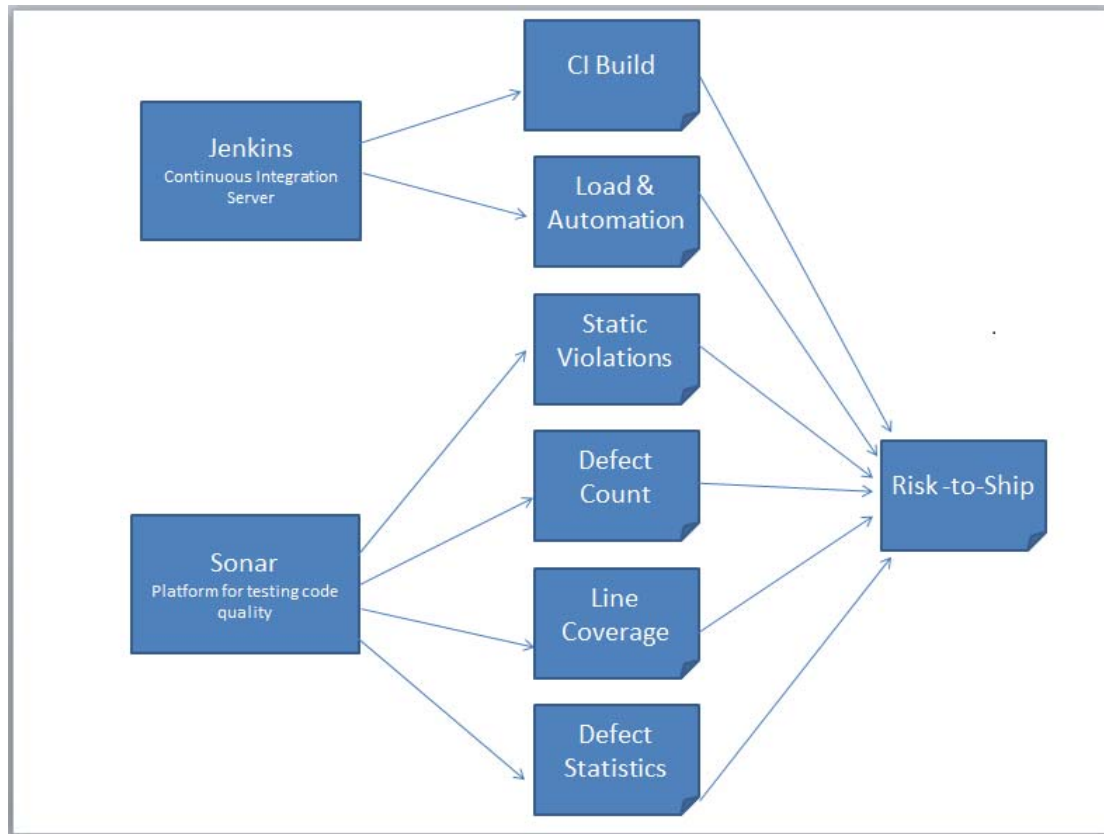 CI Build
Jenkins
Continuous Integration
Server
Load &
Automation
Static
Violations
Defect
Count
Risk -to-Ship
Sonar
Platform for testing code
quality
Line
Coverage
Defect
Statistics